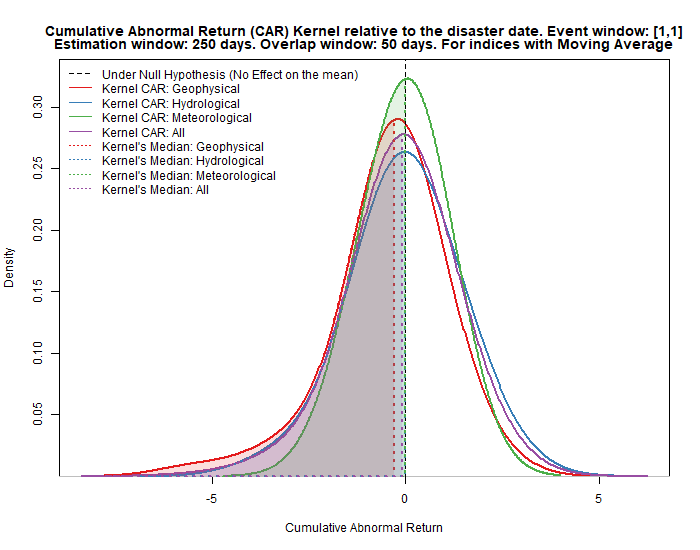 Cumulative Abnormal Return (CAR) Kernel relative to the disaster date. Event window: [1,1]
Estimation window: 250 days. Overlap window: 50 days. For indices with Moving Average
Under Null Hypothesis (No Effect on the mean)
Kernel CAR: Geophysical
Kernel CAR: Hydrological
Kernel CAR: Meteorological
Kernel CAR: All
Kernel's Median: Geophysical
Kernel's Median: Hydrological
Kernel's Median: Meteorological
Kernel's Median: All
Density
0.30
0.25
0.20
0.15
0.10
0.05
-5
0
5
Cumulative Abnormal Return